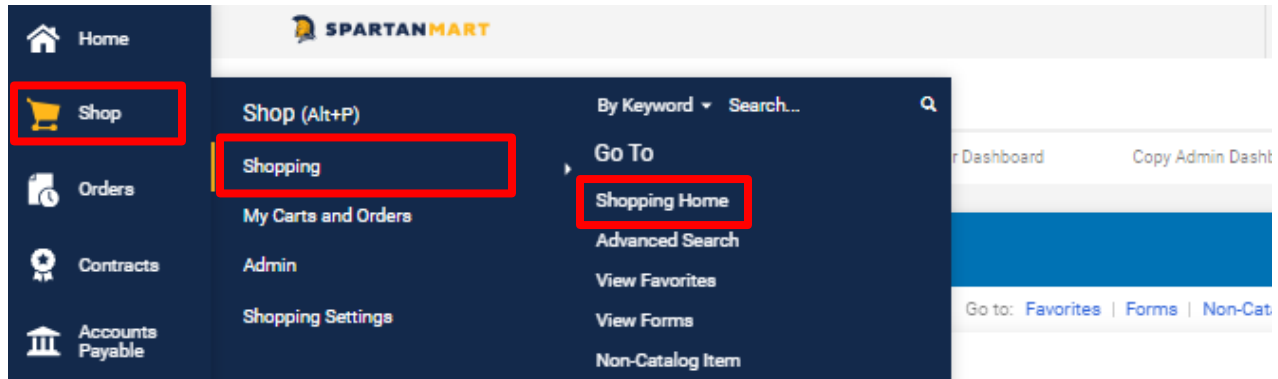 Home
SPARTANMART
Shop
Orders
Contracts
Accounts
Payable
Shop (Alt+P)
Shopping
My Carts and Orders
Admin
Shopping Settings
By Keyword Search...
Go To
Shopping Home
Advanced Search
View Favorites
View Forms
Non-Catalog Item
r Dashboard Copy Admin Dashb
Go to: Favorites | Forms | Non-Cat